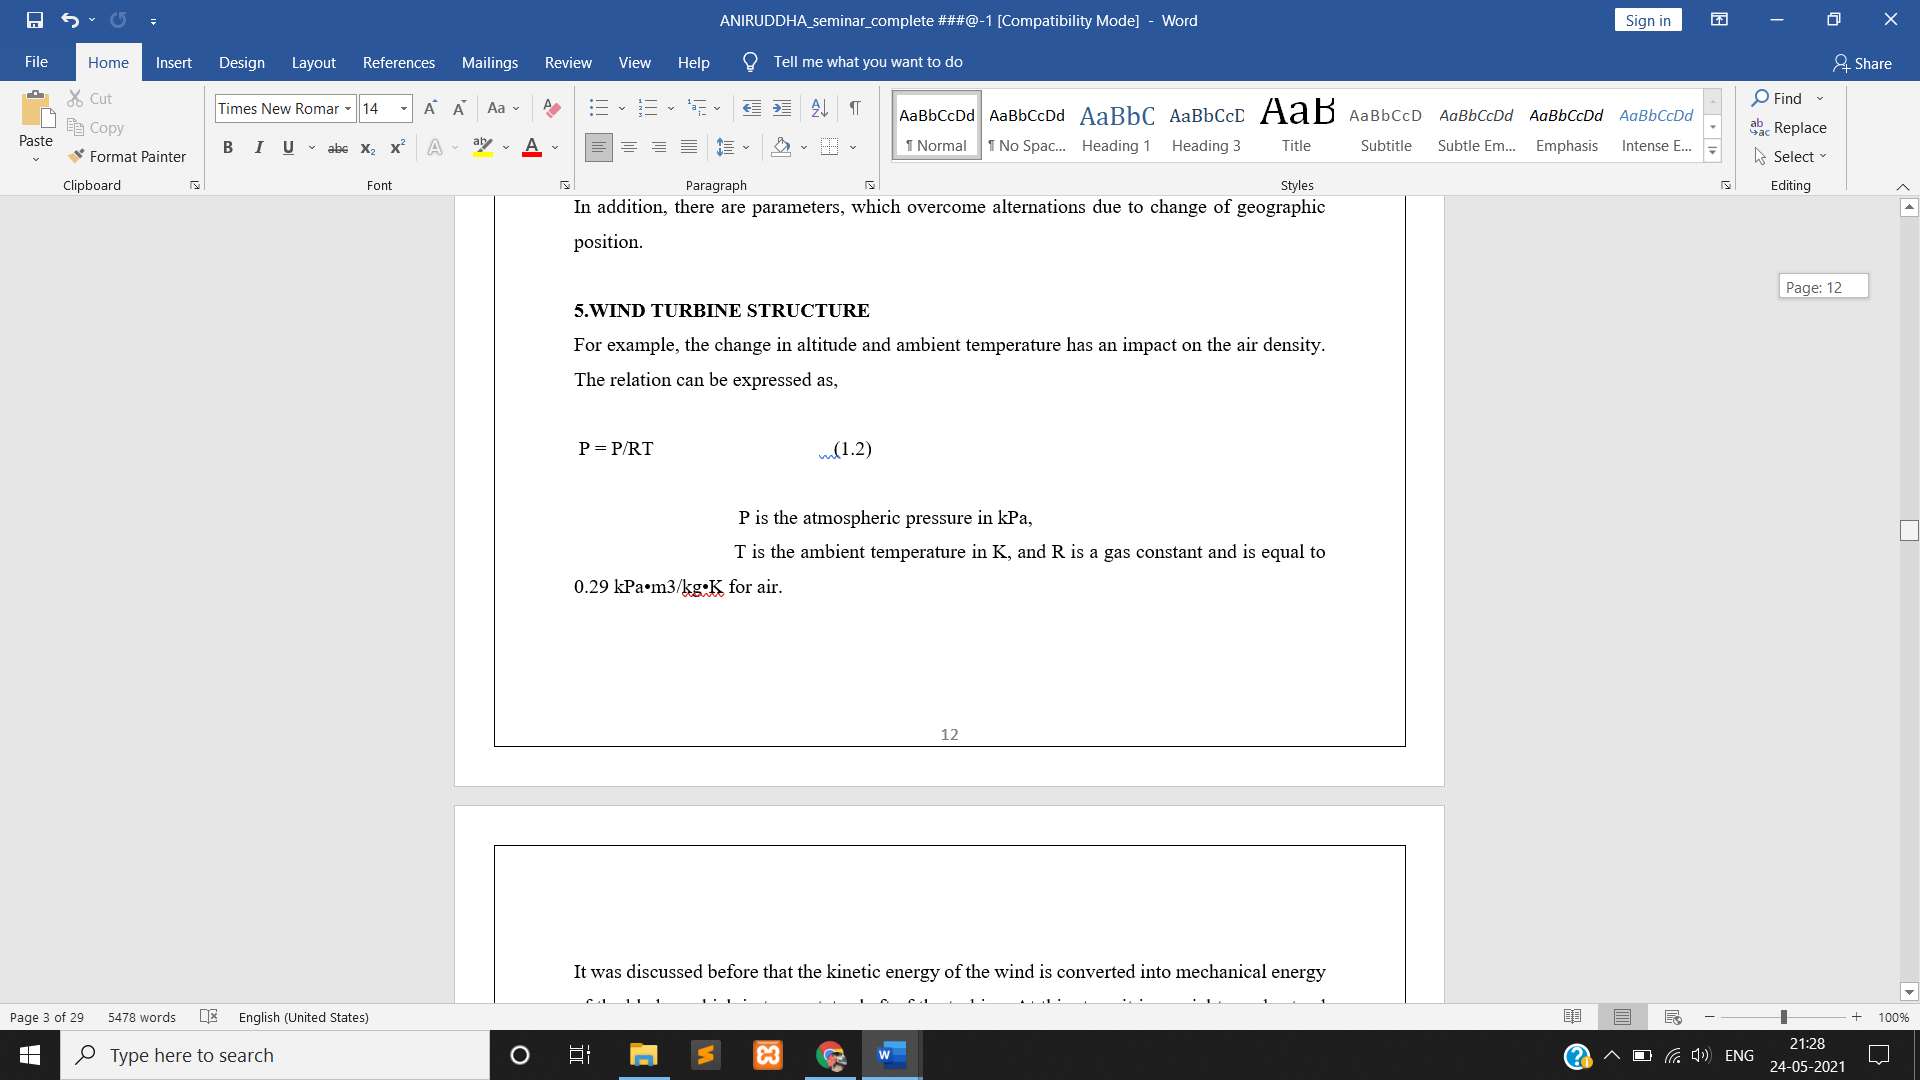 ANIRUDDHA_seminar_complete ###@-1 [Compatibility Mode] - Word
Sign in
File Home Insert Design Layout References Mailings Review View Help Tell me what you want to do
Share
Paste
Cut
Copy
Format Painter
Clipboard
Times New Romar 14
Aa
B I U abc x₂ x²
A ab A
Font
Paragraph
AaBbCcDd AaBbCcDd AaBbC AaBbCcD AaB AaBbCcD AaBbCcDd AaBbCcDd AaBbCcDd
¶ Normal ¶ No Spac... Heading 1 Heading 3 Title Subtitle Subtle Em... Emphasis Intense E...
Styles
Find
Replace
Select
Editing
In addition, there are parameters, which overcome alternations due to change of geographic
position.
Page: 12
5.WIND TURBINE STRUCTURE
For example, the change in altitude and ambient temperature has an impact on the air density.
The relation can be expressed as,
P = P/RT ...(1.2)
P is the atmospheric pressure in kPa,
T is the ambient temperature in K, and R is a gas constant and is equal to
0.29 kPa•m3/kg•K for air.
12
It was discussed before that the kinetic energy of the wind is converted into mechanical energy
Page 3 of 29 5478 words English (United States) 100%
Type here to search
ENG
21:28
24-05-2021